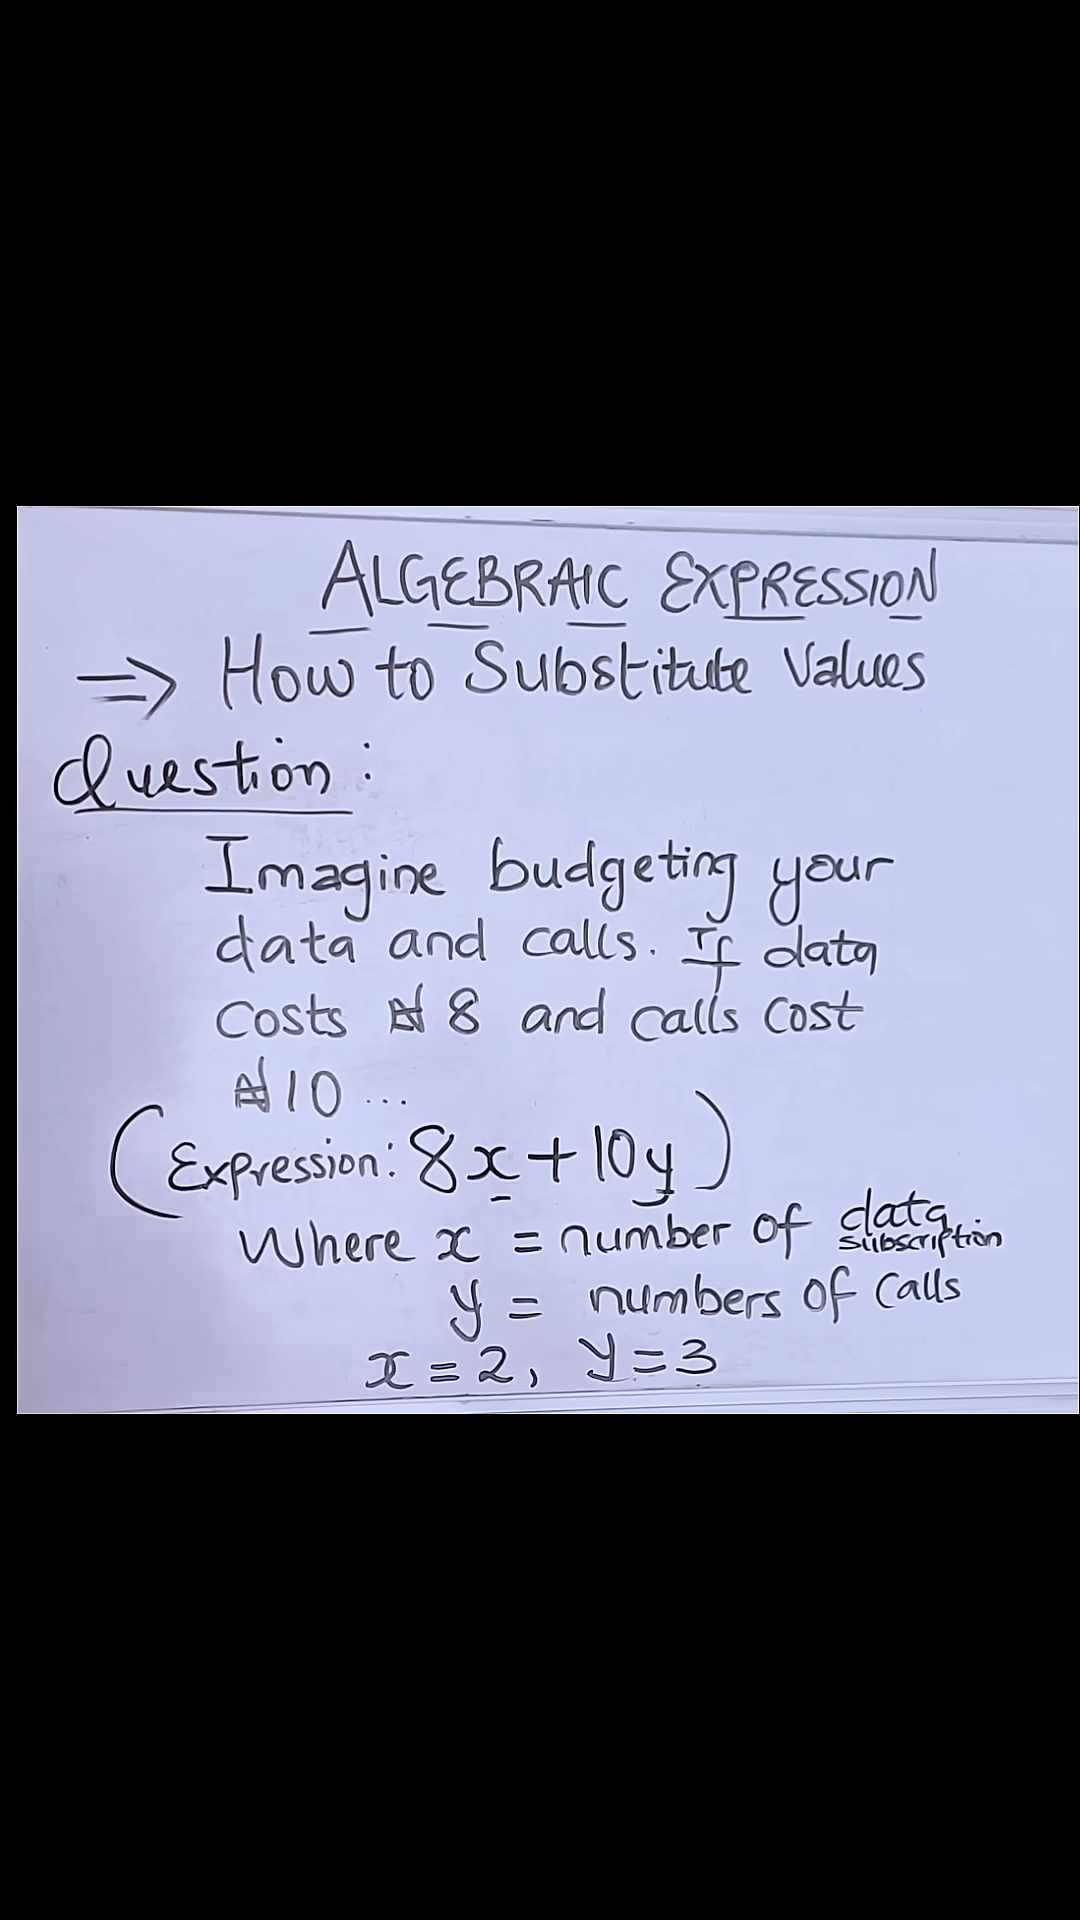 ALGEBRAIC EXPRESSION
=> How to Substitute Values
Question:
Imagine budgeting your
data and calls. If data
costs ₦8 and calls cost
₦10 ...
(Expression: 8x+10y)
Where x = number of data subscription
y = numbers of calls
x = 2, y = 3